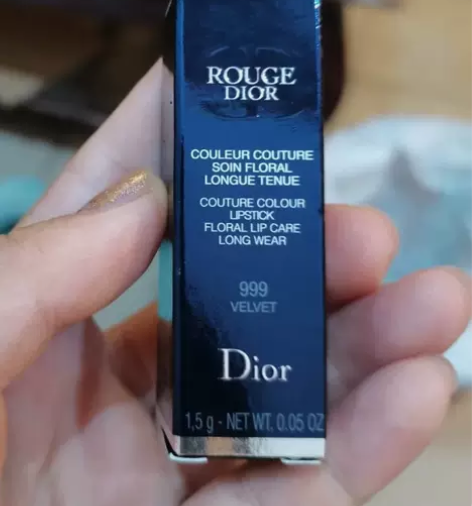 ROUGE
DIOR
COULEUR COUTURE
SOIN FLORAL
LONGUE TENUE
COUTURE COLOUR
LIPSTICK
FLORAL LIP CARE
LONG WEAR
999
VELVET
Dior
1,5 g - NET WT. 0.05 OZ